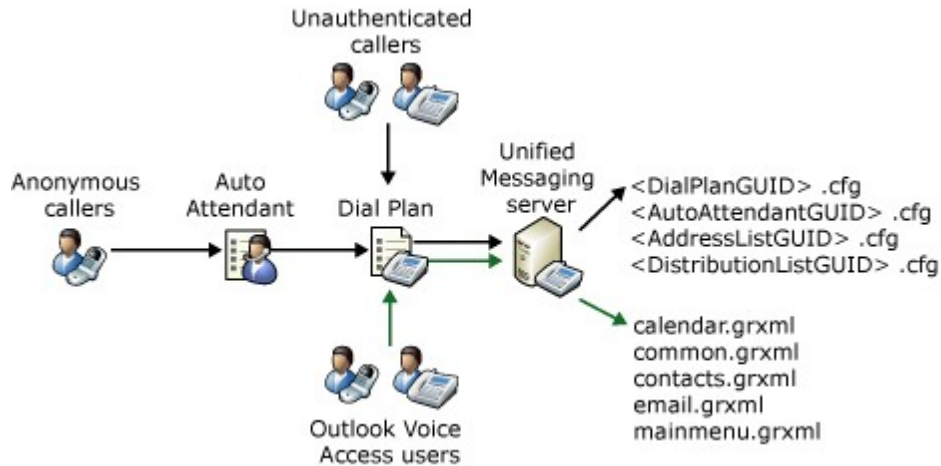 Unauthenticated
callers
Anonymous
callers
Auto
Attendant
Dial Plan
Unified
Messaging
server
<DialPlanGUID> .cfg
<AutoAttendantGUID> .cfg
<AddressListGUID> .cfg
<DistributionListGUID> .cfg
calendar.grxml
common.grxml
contacts.grxml
email.grxml
mainmenu.grxml
Outlook Voice
Access users